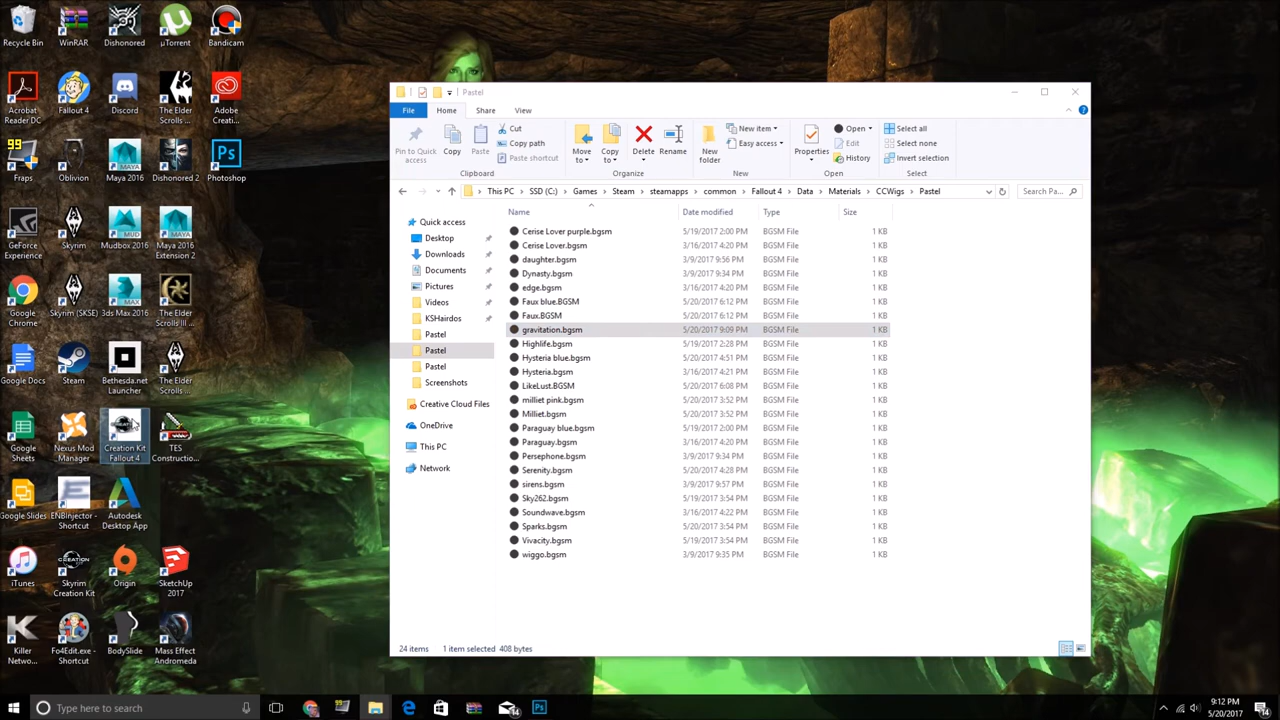 Recycle Bin
WinRAR
Dishonored
µTorrent
Bandicam
Acrobat Reader DC
Fallout 4
Discord
The Elder Scrolls ...
Adobe Creati...
99
Fraps
Oblivion
Maya 2016
Dishonored 2
Ps
Photoshop
GeForce Experience
Skyrim
Mudbox 2016
Maya 2016 Extension 2
Google Chrome
Skyrim (SKSE)
3ds Max 2016
The Elder Scrolls III ...
Google Docs
Steam
Bethesda.net Launcher
The Elder Scrolls ...
Google Sheets
Nexus Mod Manager
Creation Kit Fallout 4
TES Constructio...
Google Slides
ENBInjector - Shortcut
Autodesk Desktop App
iTunes
Skyrim Creation Kit
Origin
SketchUp 2017
Killer Netwo...
Fo4Edit.exe - Shortcut
BodySlide
Mass Effect Andromeda
Pastel
File Home Share View
Pin to Quick access
Copy
Paste
Cut
Copy path
Paste shortcut
Clipboard
Move to
Copy to
Delete
Rename
Organize
New folder
New item
Easy access
New
Properties
Open
Edit
History
Open
Select all
Select none
Invert selection
Select
This PC > SSD (C:) > Games > Steam > steamapps > common > Fallout 4 > Data > Materials > CCWigs > Pastel
Search Pa...
Quick access
Desktop
Downloads
Documents
Pictures
Videos
KSHairdos
Pastel
Pastel
Pastel
Screenshots
Creative Cloud Files
OneDrive
This PC
Network
Name Date modified Type Size
Cerise Lover purple.bgsm 5/19/2017 2:00 PM BGSM File 1 KB
Cerise Lover.bgsm 3/16/2017 4:20 PM BGSM File 1 KB
daughter.bgsm 3/9/2017 9:56 PM BGSM File 1 KB
Dynasty.bgsm 3/9/2017 9:34 PM BGSM File 1 KB
edge.bgsm 3/16/2017 4:20 PM BGSM File 1 KB
Faux blue.BGSM 5/20/2017 6:12 PM BGSM File 1 KB
Faux.BGSM 5/20/2017 6:12 PM BGSM File 1 KB
gravitation.bgsm 5/20/2017 9:09 PM BGSM File 1 KB
Highlife.bgsm 5/19/2017 2:28 PM BGSM File 1 KB
Hysteria blue.bgsm 5/20/2017 4:51 PM BGSM File 1 KB
Hysteria.bgsm 3/16/2017 4:21 PM BGSM File 1 KB
LikeLust.BGSM 5/20/2017 6:08 PM BGSM File 1 KB
milliet pink.bgsm 5/20/2017 3:52 PM BGSM File 1 KB
Milliet.bgsm 5/20/2017 3:52 PM BGSM File 1 KB
Paraguay blue.bgsm 5/19/2017 2:00 PM BGSM File 1 KB
Paraguay.bgsm 3/16/2017 4:20 PM BGSM File 1 KB
Persephone.bgsm 3/9/2017 9:34 PM BGSM File 1 KB
Serenity.bgsm 5/20/2017 4:28 PM BGSM File 1 KB
sirens.bgsm 3/9/2017 9:57 PM BGSM File 1 KB
Sky262.bgsm 5/19/2017 3:54 PM BGSM File 1 KB
Soundwave.bgsm 3/16/2017 4:22 PM BGSM File 1 KB
Sparks.bgsm 5/20/2017 3:54 PM BGSM File 1 KB
Vivacity.bgsm 5/19/2017 3:54 PM BGSM File 1 KB
wiggo.bgsm 3/9/2017 9:35 PM BGSM File 1 KB
24 items 1 item selected 408 bytes
Type here to search
99
14
Ps
9:12 PM
5/20/2017
14